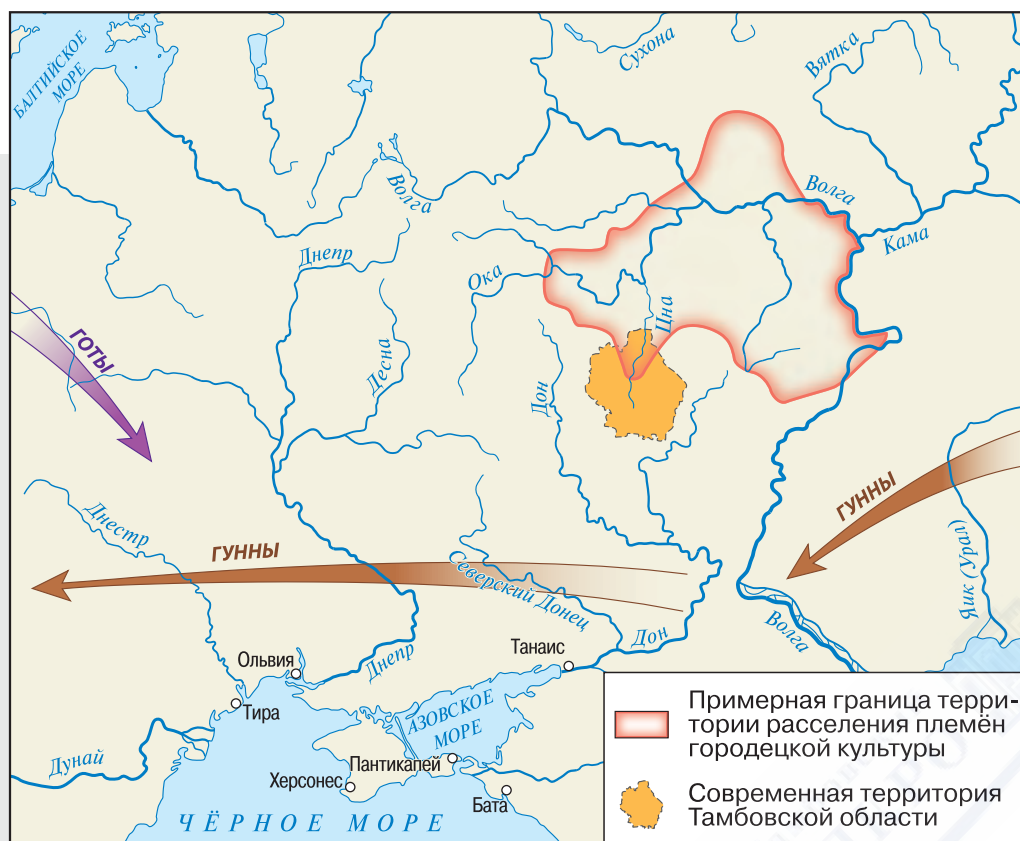 БАЛТИЙСКОЕ
МОРЕ
Сухона
Вятка
Волга
Волга
Кама
Днепр
Ока
Цна
ГОТЫ
Десна
Дон
ГУННЫ
Днестр
ГУННЫ
Северский Донец
Яик (Урал)
Волга
Дон
Танаис
Ольвия
Днепр
Тира
АЗОВСКОЕ
МОРЕ
Дунай
Пантикапей
Херсонес
Бата
ЧЁРНОЕ МОРЕ
Примерная граница терри-
тории расселения племён
городецкой культуры
Современная территория
Тамбовской области